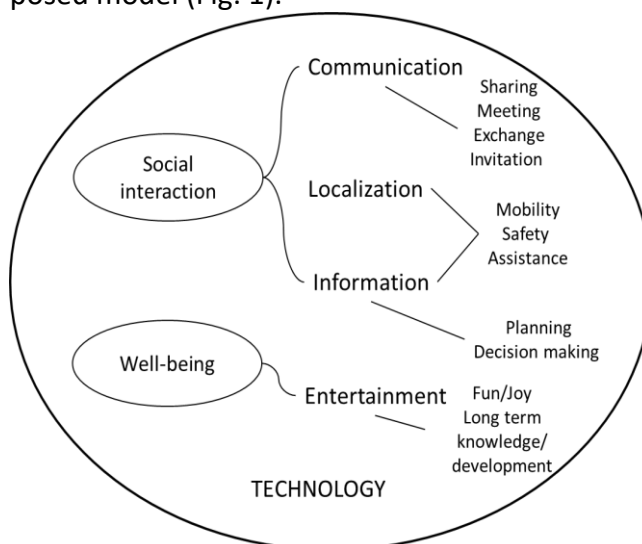 posed model (Fig. 1).
Communication
Sharing
Meeting
Exchange
Invitation
Social
interaction
Localization
Mobility
Safety
Assistance
Information
Planning
Decision making
Well-being
Entertainment
Fun/Joy
Long term
knowledge/
development
TECHNOLOGY